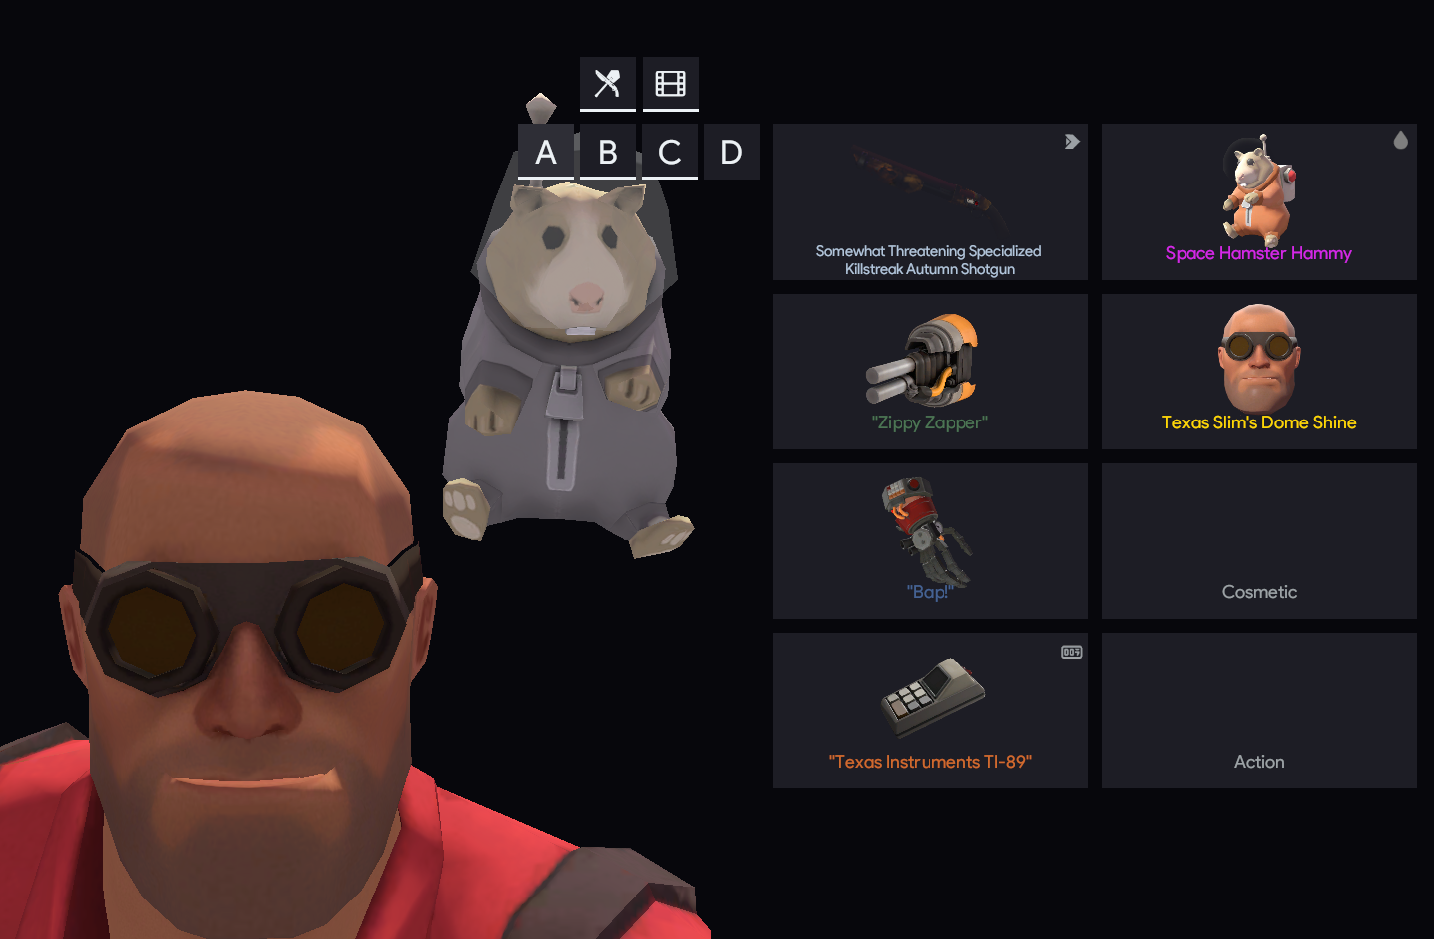 A B C D
Somewhat Threatening Specialized
Killstreak Autumn Shotgun
Space Hamster Hammy
"Zippy Zapper"
Texas Slim's Dome Shine
"Bap!"
Cosmetic
007
"Texas Instruments TI-89"
Action